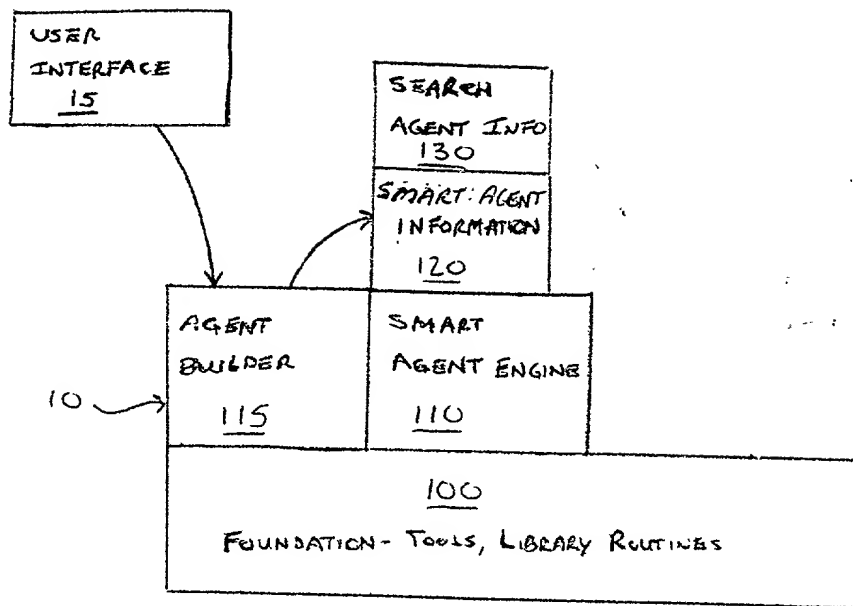 USER
INTERFACE
15
SEARCH
AGENT INFO
130
SMART:AGENT
INFORMATION
120
AGENT
BUILDER
115
SMART
AGENT ENGINE
110
10
100
FOUNDATION- TOOLS, LIBRARY ROUTINES